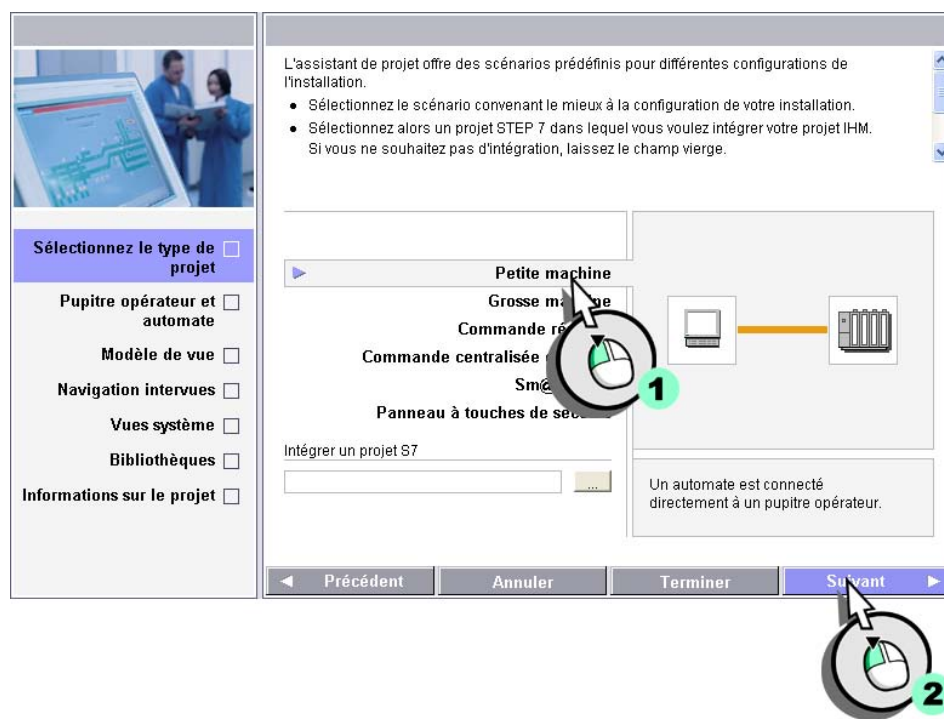 L'assistant de projet offre des scénarios prédéfinis pour différentes configurations de
l'installation.
• Sélectionnez le scénario convenant le mieux à la configuration de votre installation.
• Sélectionnez alors un projet STEP 7 dans lequel vous voulez intégrer votre projet IHM.
Si vous ne souhaitez pas d'intégration, laissez le champ vierge.
Sélectionnez le type de
projet
Pupitre opérateur et
automate
Modèle de vue
Navigation intervues
Vues système
Bibliothèques
Informations sur le projet
Petite machine
Grosse machine
Commande
Commande centralisée
Panneau à touches de
Intégrer un projet S7
...
1
Un automate est connecté
directement à un pupitre opérateur.
Précédent
Annuler
Terminer
Suivant
2